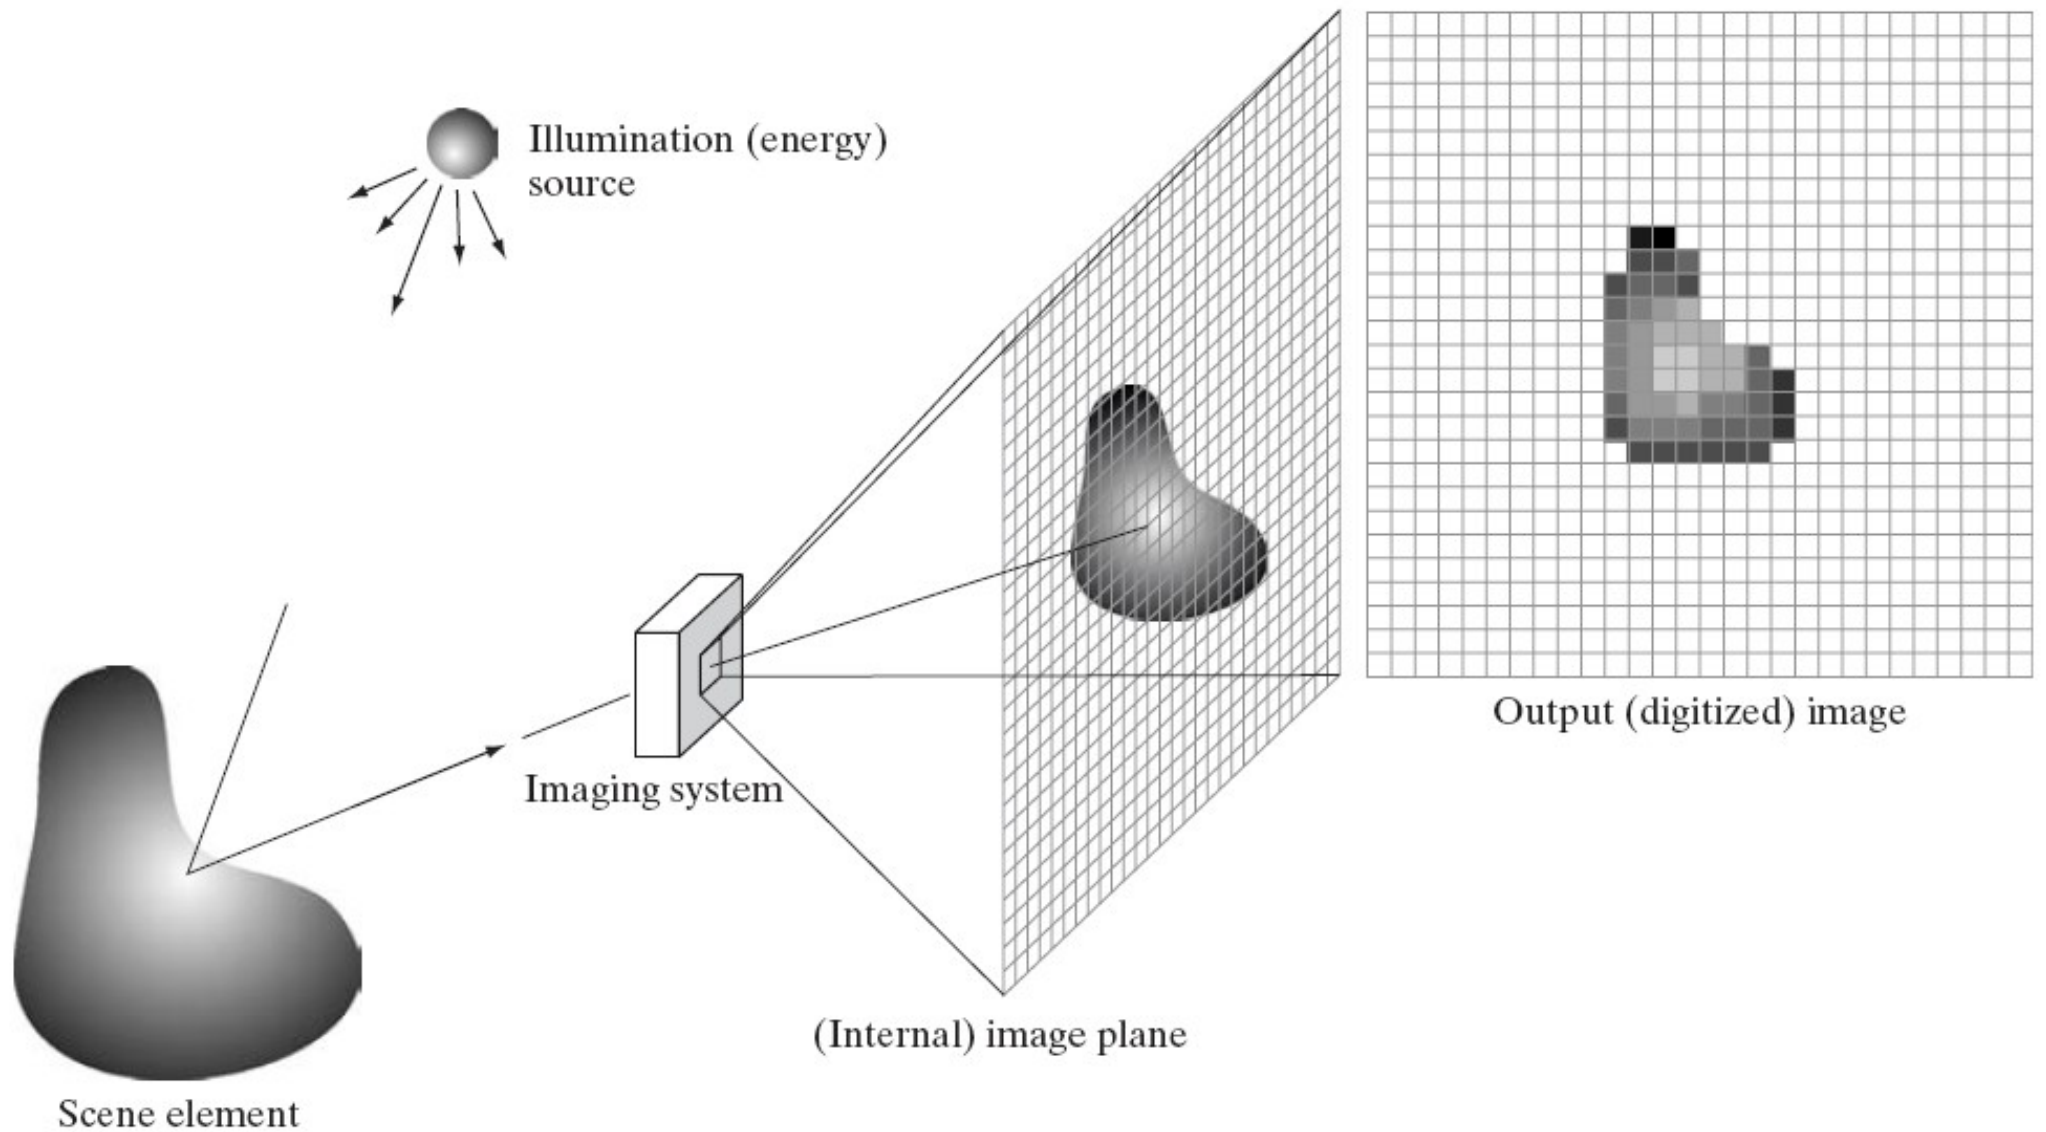 Illumination (energy)
source
Output (digitized) image
Imaging system
(Internal) image plane
Scene element